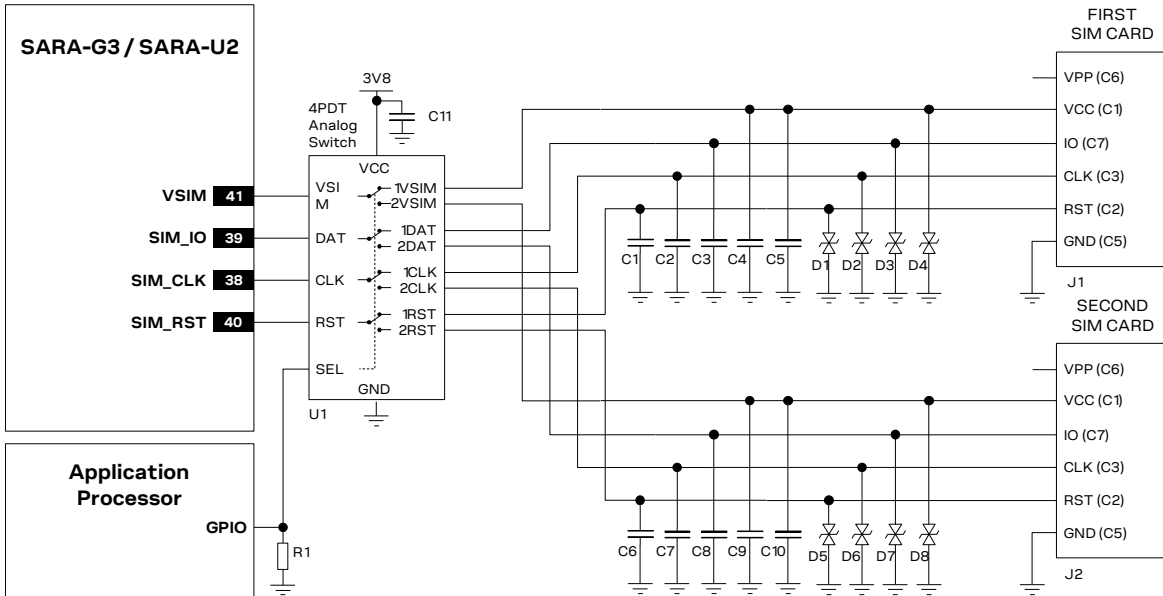 SARA-G3 / SARA-U2
VSIM 41
SIM_IO 39
SIM_CLK 38
SIM_RST 40
Application
Processor
GPIO
R1
3V8
C11
4PDT
Analog
Switch
VCC
VSI
M
DAT
CLK
RST
SEL
GND
U1
1VSIM
2VSIM
1DAT
2DAT
1CLK
2CLK
1RST
2RST
C1 C2 C3 C4 C5 D1 D2 D3 D4
FIRST
SIM CARD
VPP (C6)
VCC (C1)
IO (C7)
CLK (C3)
RST (C2)
GND (C5)
J1
C6 C7 C8 C9 C10 D5 D6 D7 D8
SECOND
SIM CARD
VPP (C6)
VCC (C1)
IO (C7)
CLK (C3)
RST (C2)
GND (C5)
J2